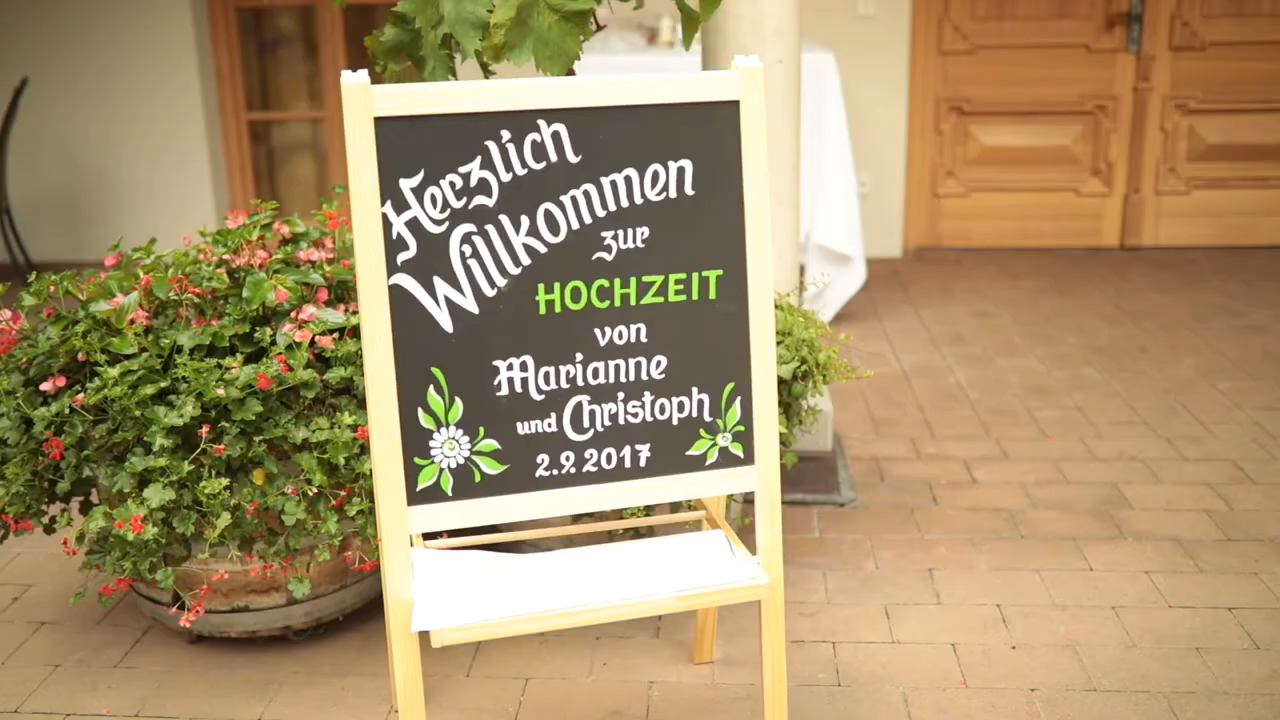 Herzlich
Willkommen
zur
HOCHZEIT
von
Marianne
und Christoph
2.9.2017